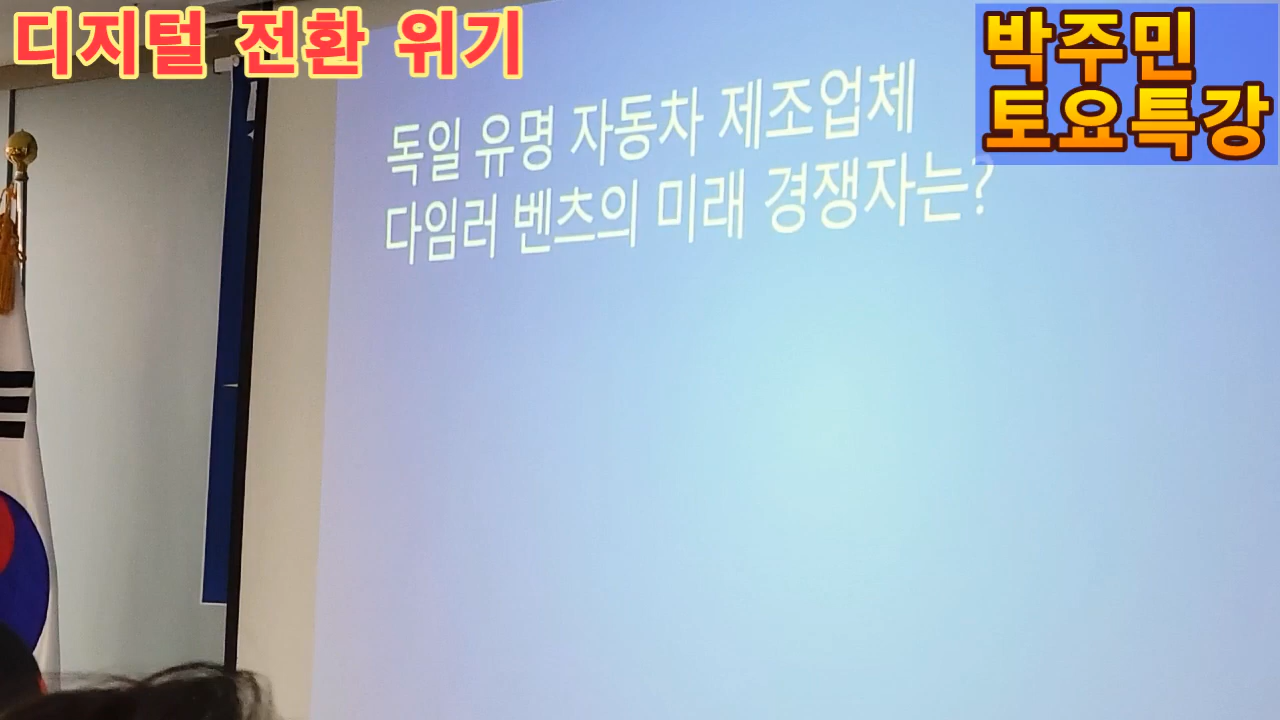 디지털 전환 위기
박주민
토요특강
독일 유명 자동차 제조업체
다임러 벤츠의 미래 경쟁자는?